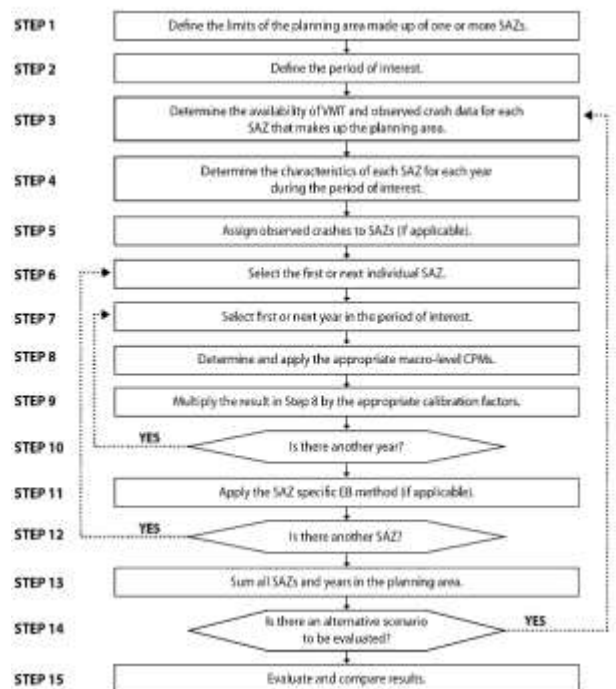 STEP 1 Define the limits of the planning area made up of one or more SAZs.
STEP 2 Define the period of interest.
STEP 3 Determine the availability of VMT and observed crash data for each
SAZ that makes up the planning area.
STEP 4 Determine the characteristics of each SAZ for each year
during the period of interest.
STEP 5 Assign observed crashes to SAZs (if applicable).
STEP 6 Select the first or next individual SAZ.
STEP 7 Select first or next year in the period of interest.
STEP 8 Determine and apply the appropriate macro-level CPMs.
STEP 9 Multiply the result in Step 8 by the appropriate calibration factors.
YES
STEP 10 Is there another year?
STEP 11 Apply the SAZ specific EB method (if applicable).
YES
STEP 12 Is there another SAZ?
STEP 13 Sum all SAZs and years in the planning area.
STEP 14 Is there an alternative scenario
to be evaluated?
YES
STEP 15 Evaluate and compare results.